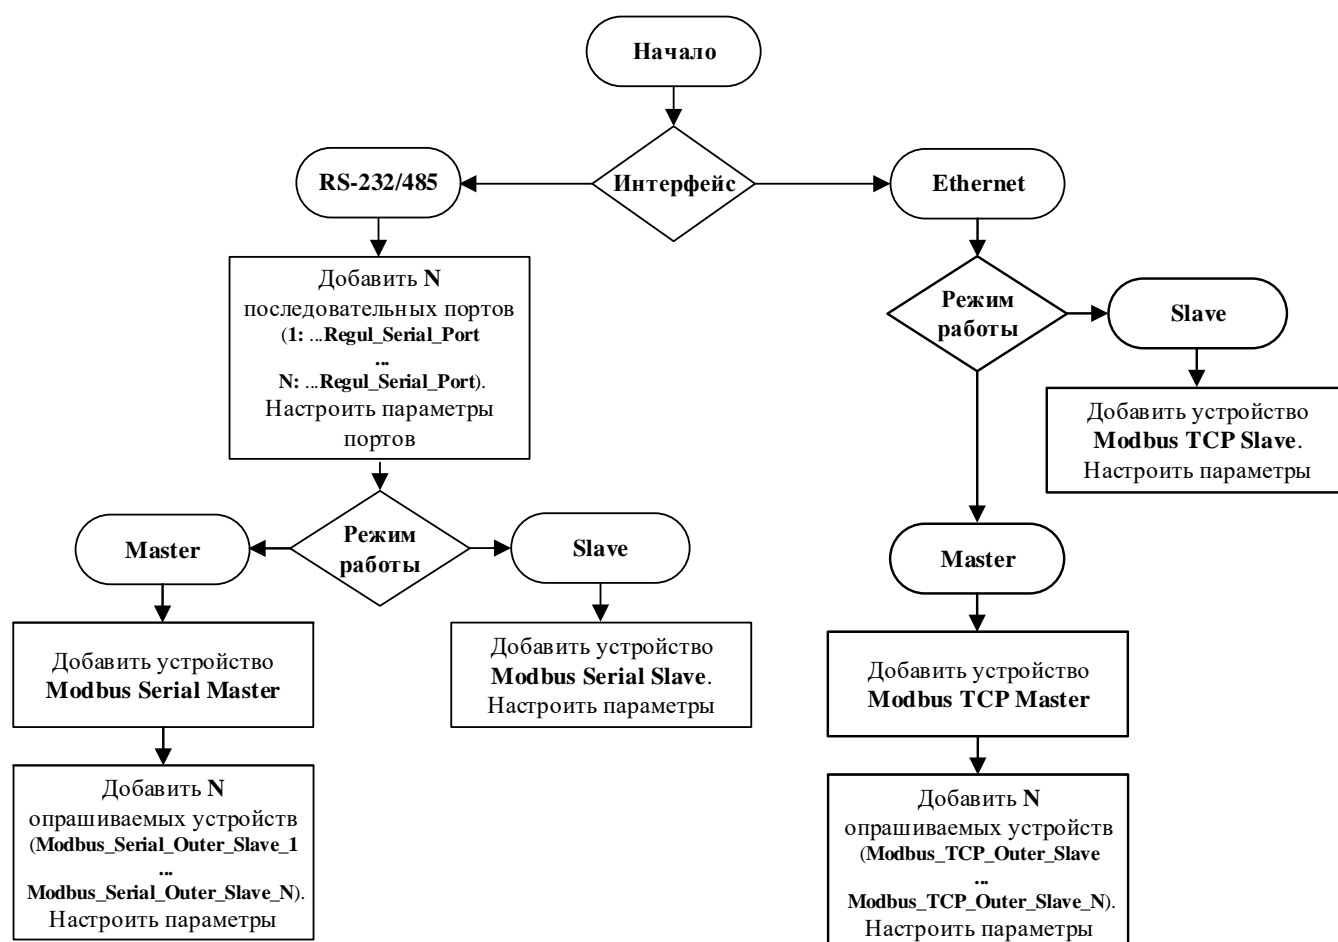 Начало
RS-232/485
Интерфейс
Ethernet
Добавить N
последовательных портов
(1: ...Regul_Serial_Port
...
N: ...Regul_Serial_Port).
Настроить параметры
портов
Режим
работы
Slave
Добавить устройство
Modbus TCP Slave.
Настроить параметры
Master
Режим
работы
Slave
Master
Добавить устройство
Modbus Serial Master
Добавить устройство
Modbus Serial Slave.
Настроить параметры
Добавить устройство
Modbus TCP Master
Добавить N
опрашиваемых устройств
(Modbus_Serial_Outer_Slave_1
...
Modbus_Serial_Outer_Slave_N).
Настроить параметры
Добавить N
опрашиваемых устройств
(Modbus_TCP_Outer_Slave
...
Modbus_TCP_Outer_Slave_N).
Настроить параметры